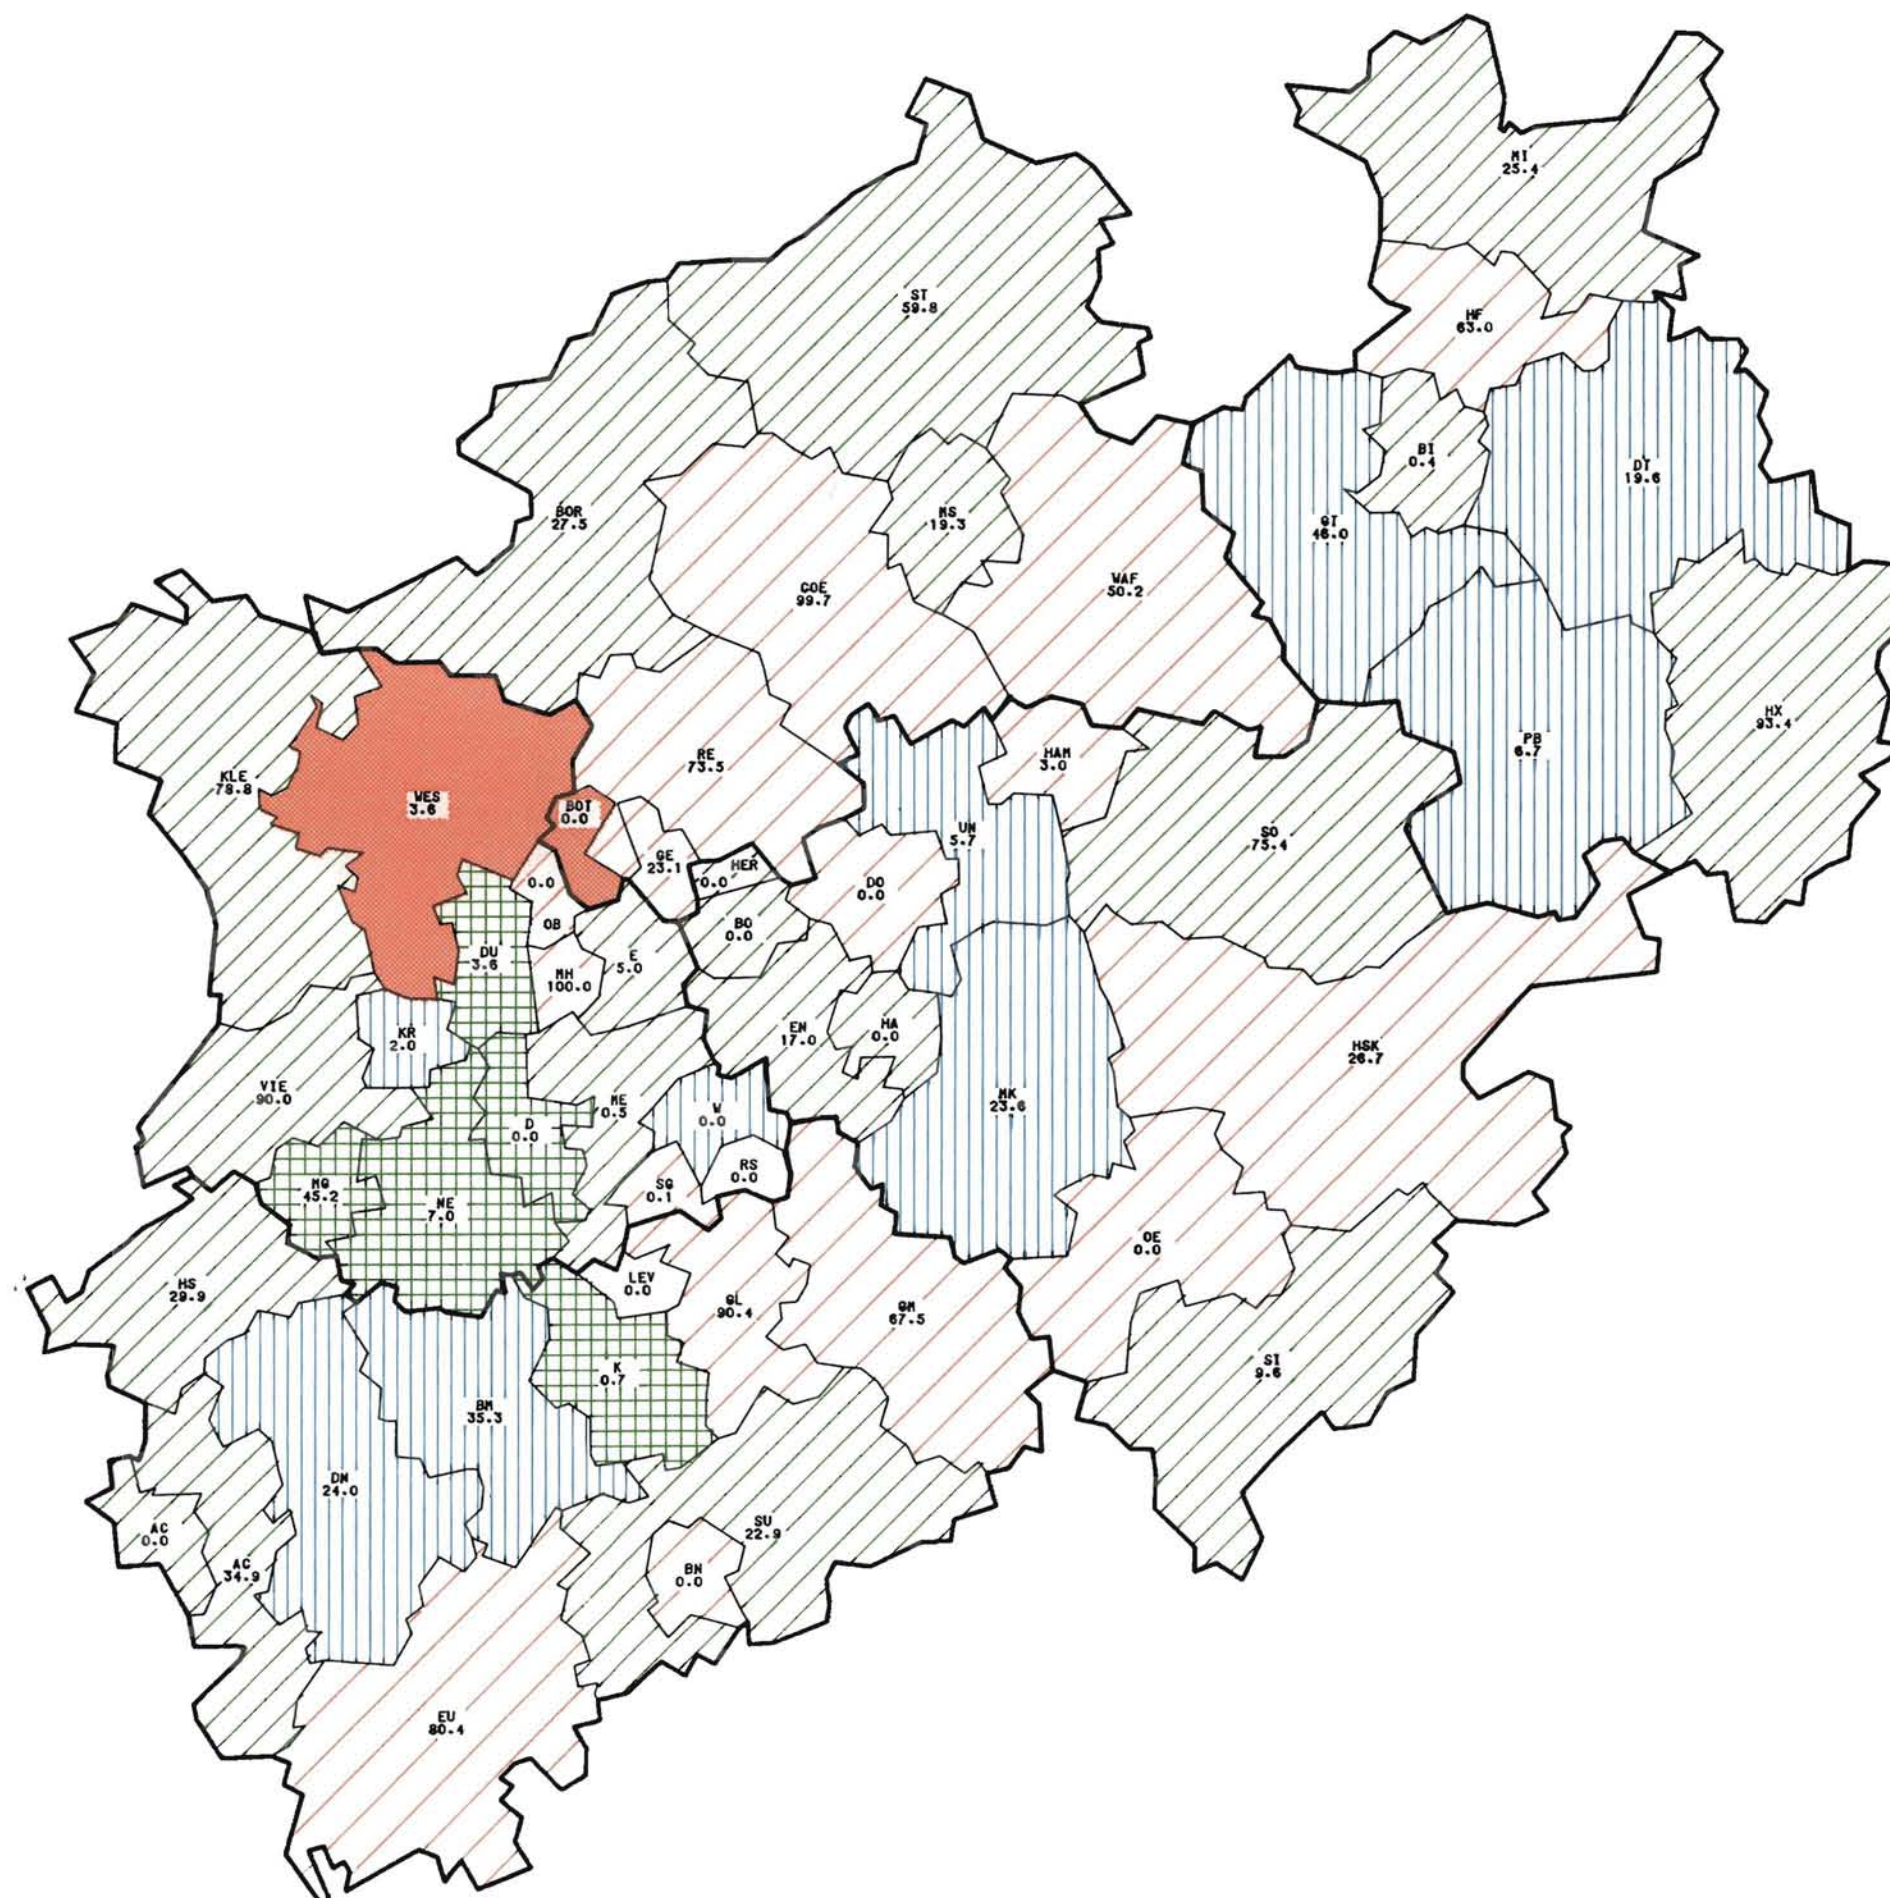 MI
25.4
ST
59.8
HF
63.0
BI
0.4
DT
19.6
BOR
27.5
MS
19.3
GT
46.0
COE
99.7
WAF
50.2
HX
93.4
PB
6.7
RE
73.5
HAM
3.0
KLE
78.8
WES
3.6
BOT
0.0
UN
5.7
SO
75.4
GE
23.1
HER
0.0
0.0
OB
DO
0.0
BO
0.0
DU
3.6
E
5.0
MH
100.0
KR
2.0
EN
17.0
HA
0.0
HSK
26.7
VIE
90.0
ME
0.5
W
0.0
MK
23.6
D
0.0
RS
0.0
MG
45.2
SG
0.1
NE
7.0
OE
0.0
HS
29.9
LEV
0.0
GL
90.4
GM
67.5
K
0.7
SI
9.6
BM
35.3
DN
24.0
AC
0.0
SU
22.9
AC
34.9
BN
0.0
EU
80.4